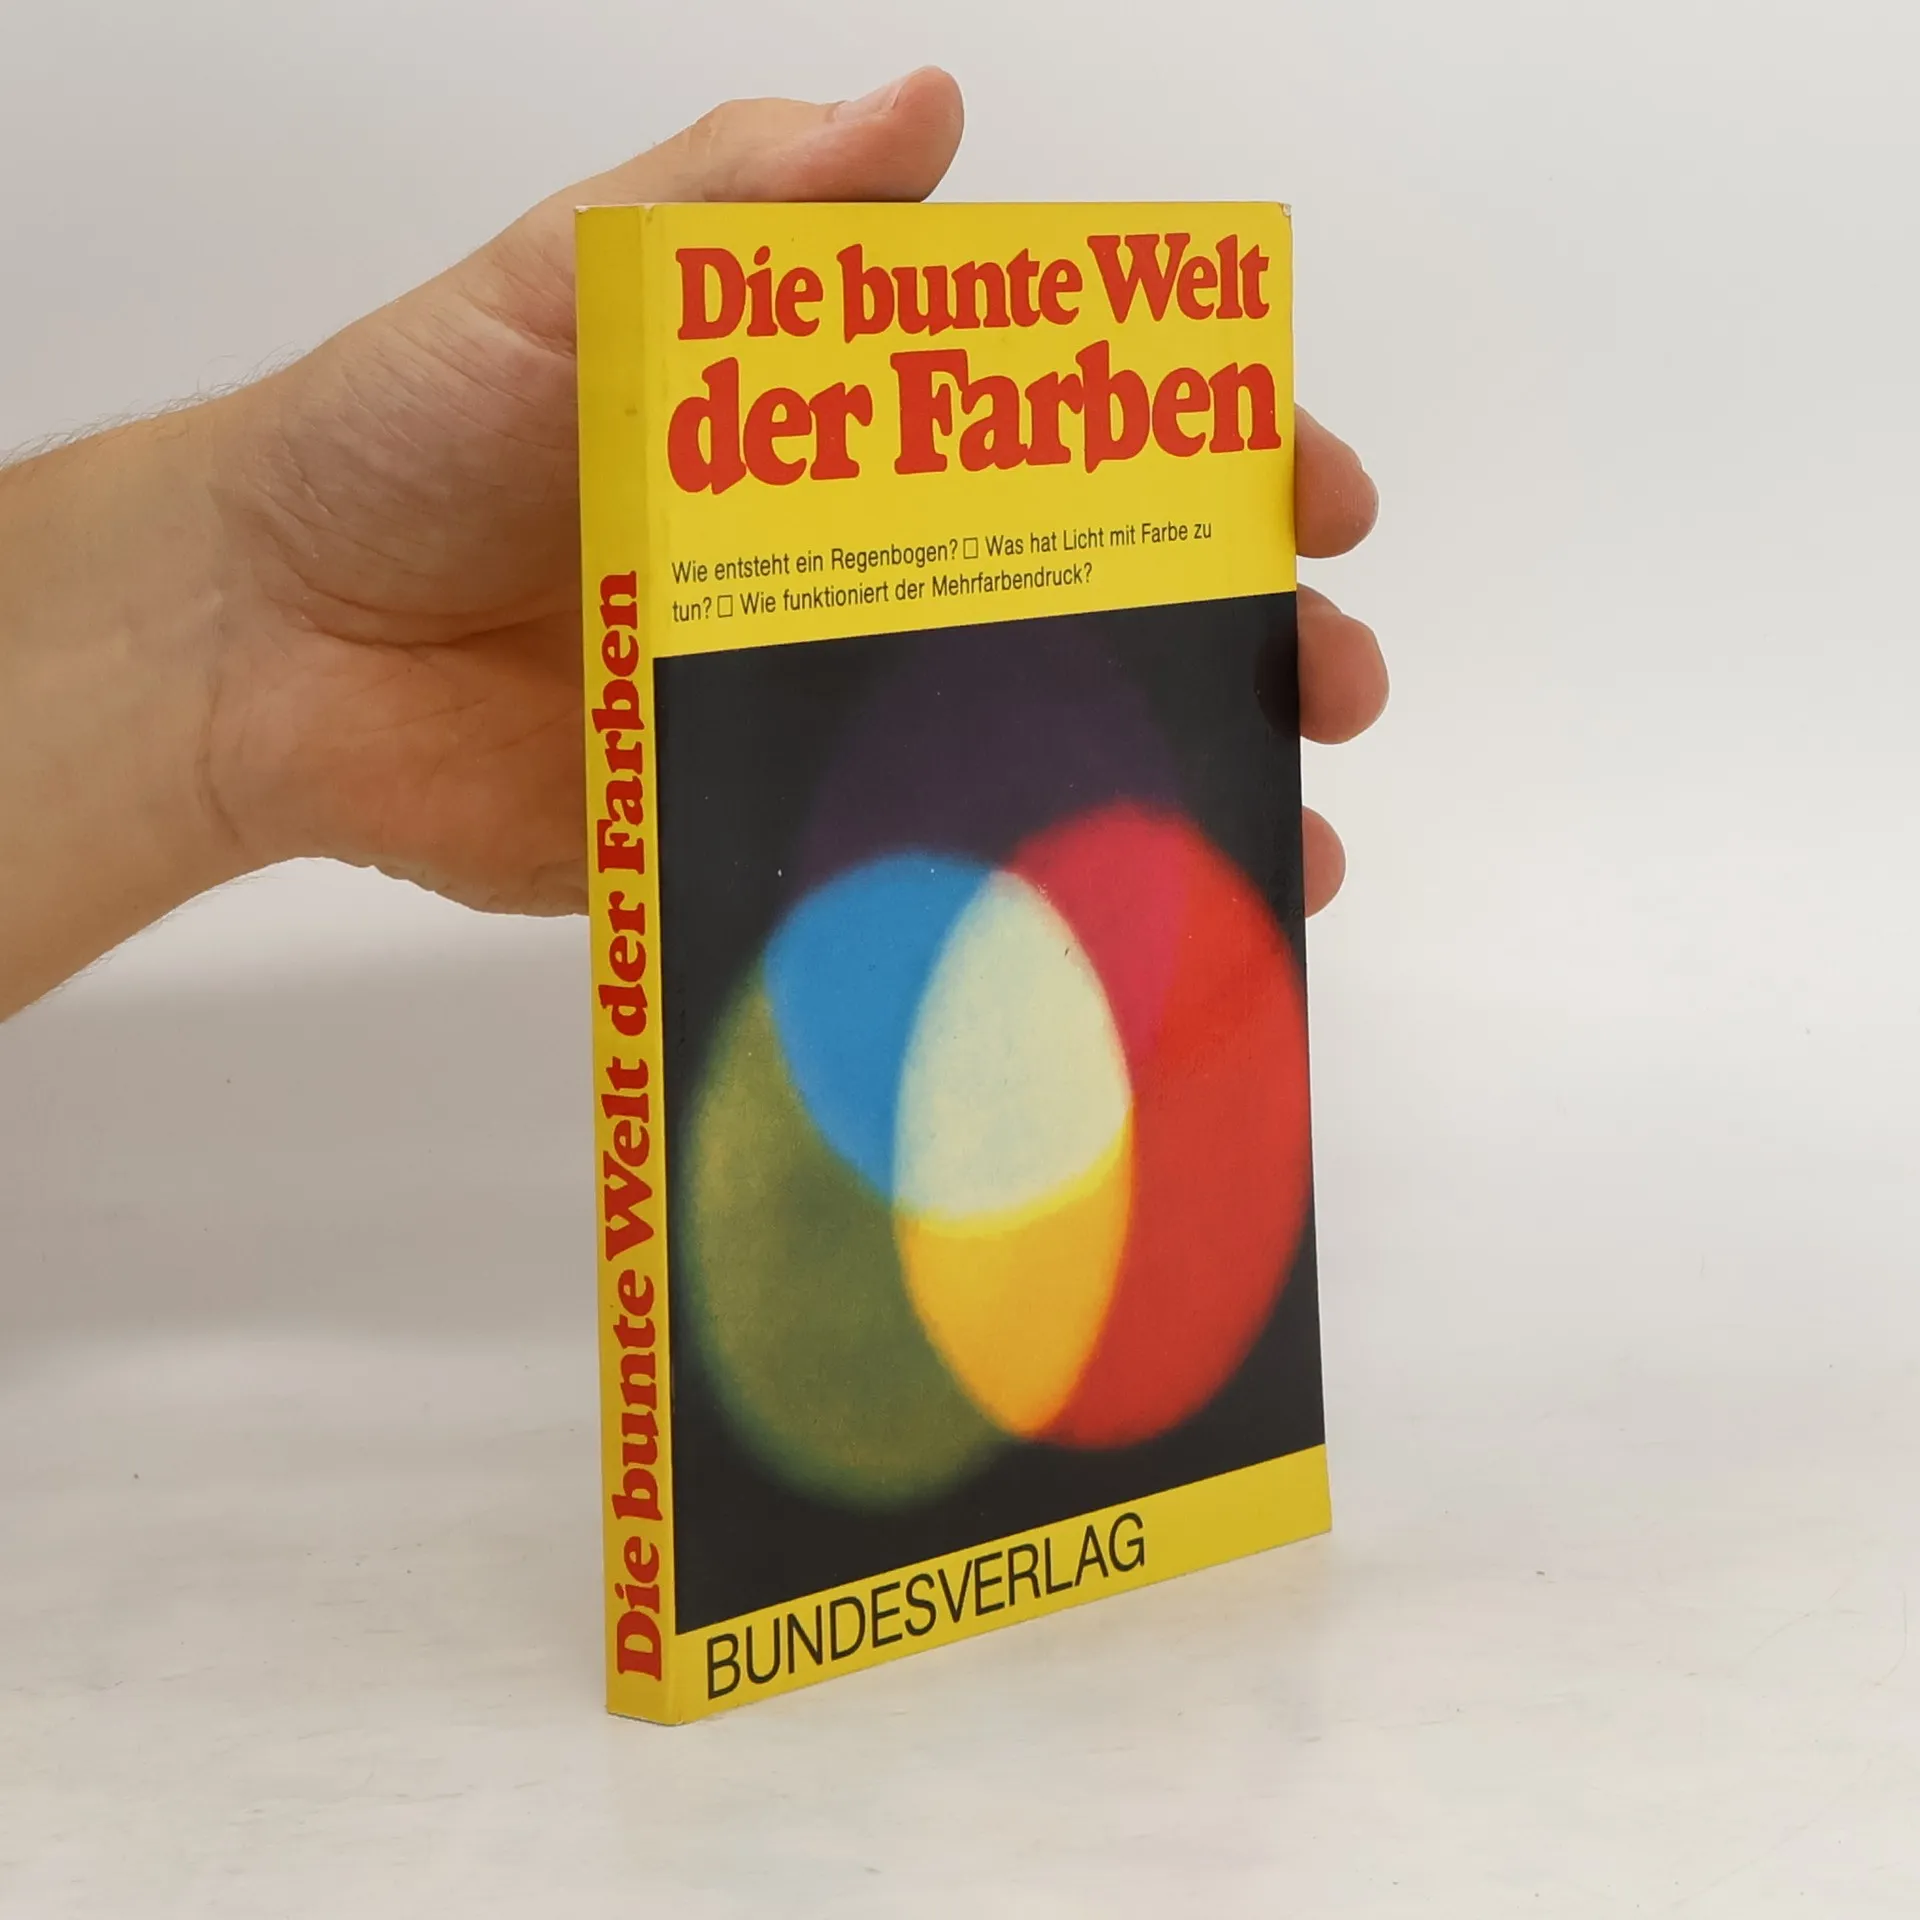 Die bunte Welt
der Farben
Wie entsteht ein Regenbogen? □ Was hat Licht mit Farbe zu
tun? □ Wie funktioniert der Mehrfarbendruck?
BUNDESVERLAG
Die bunte Welt der Farben